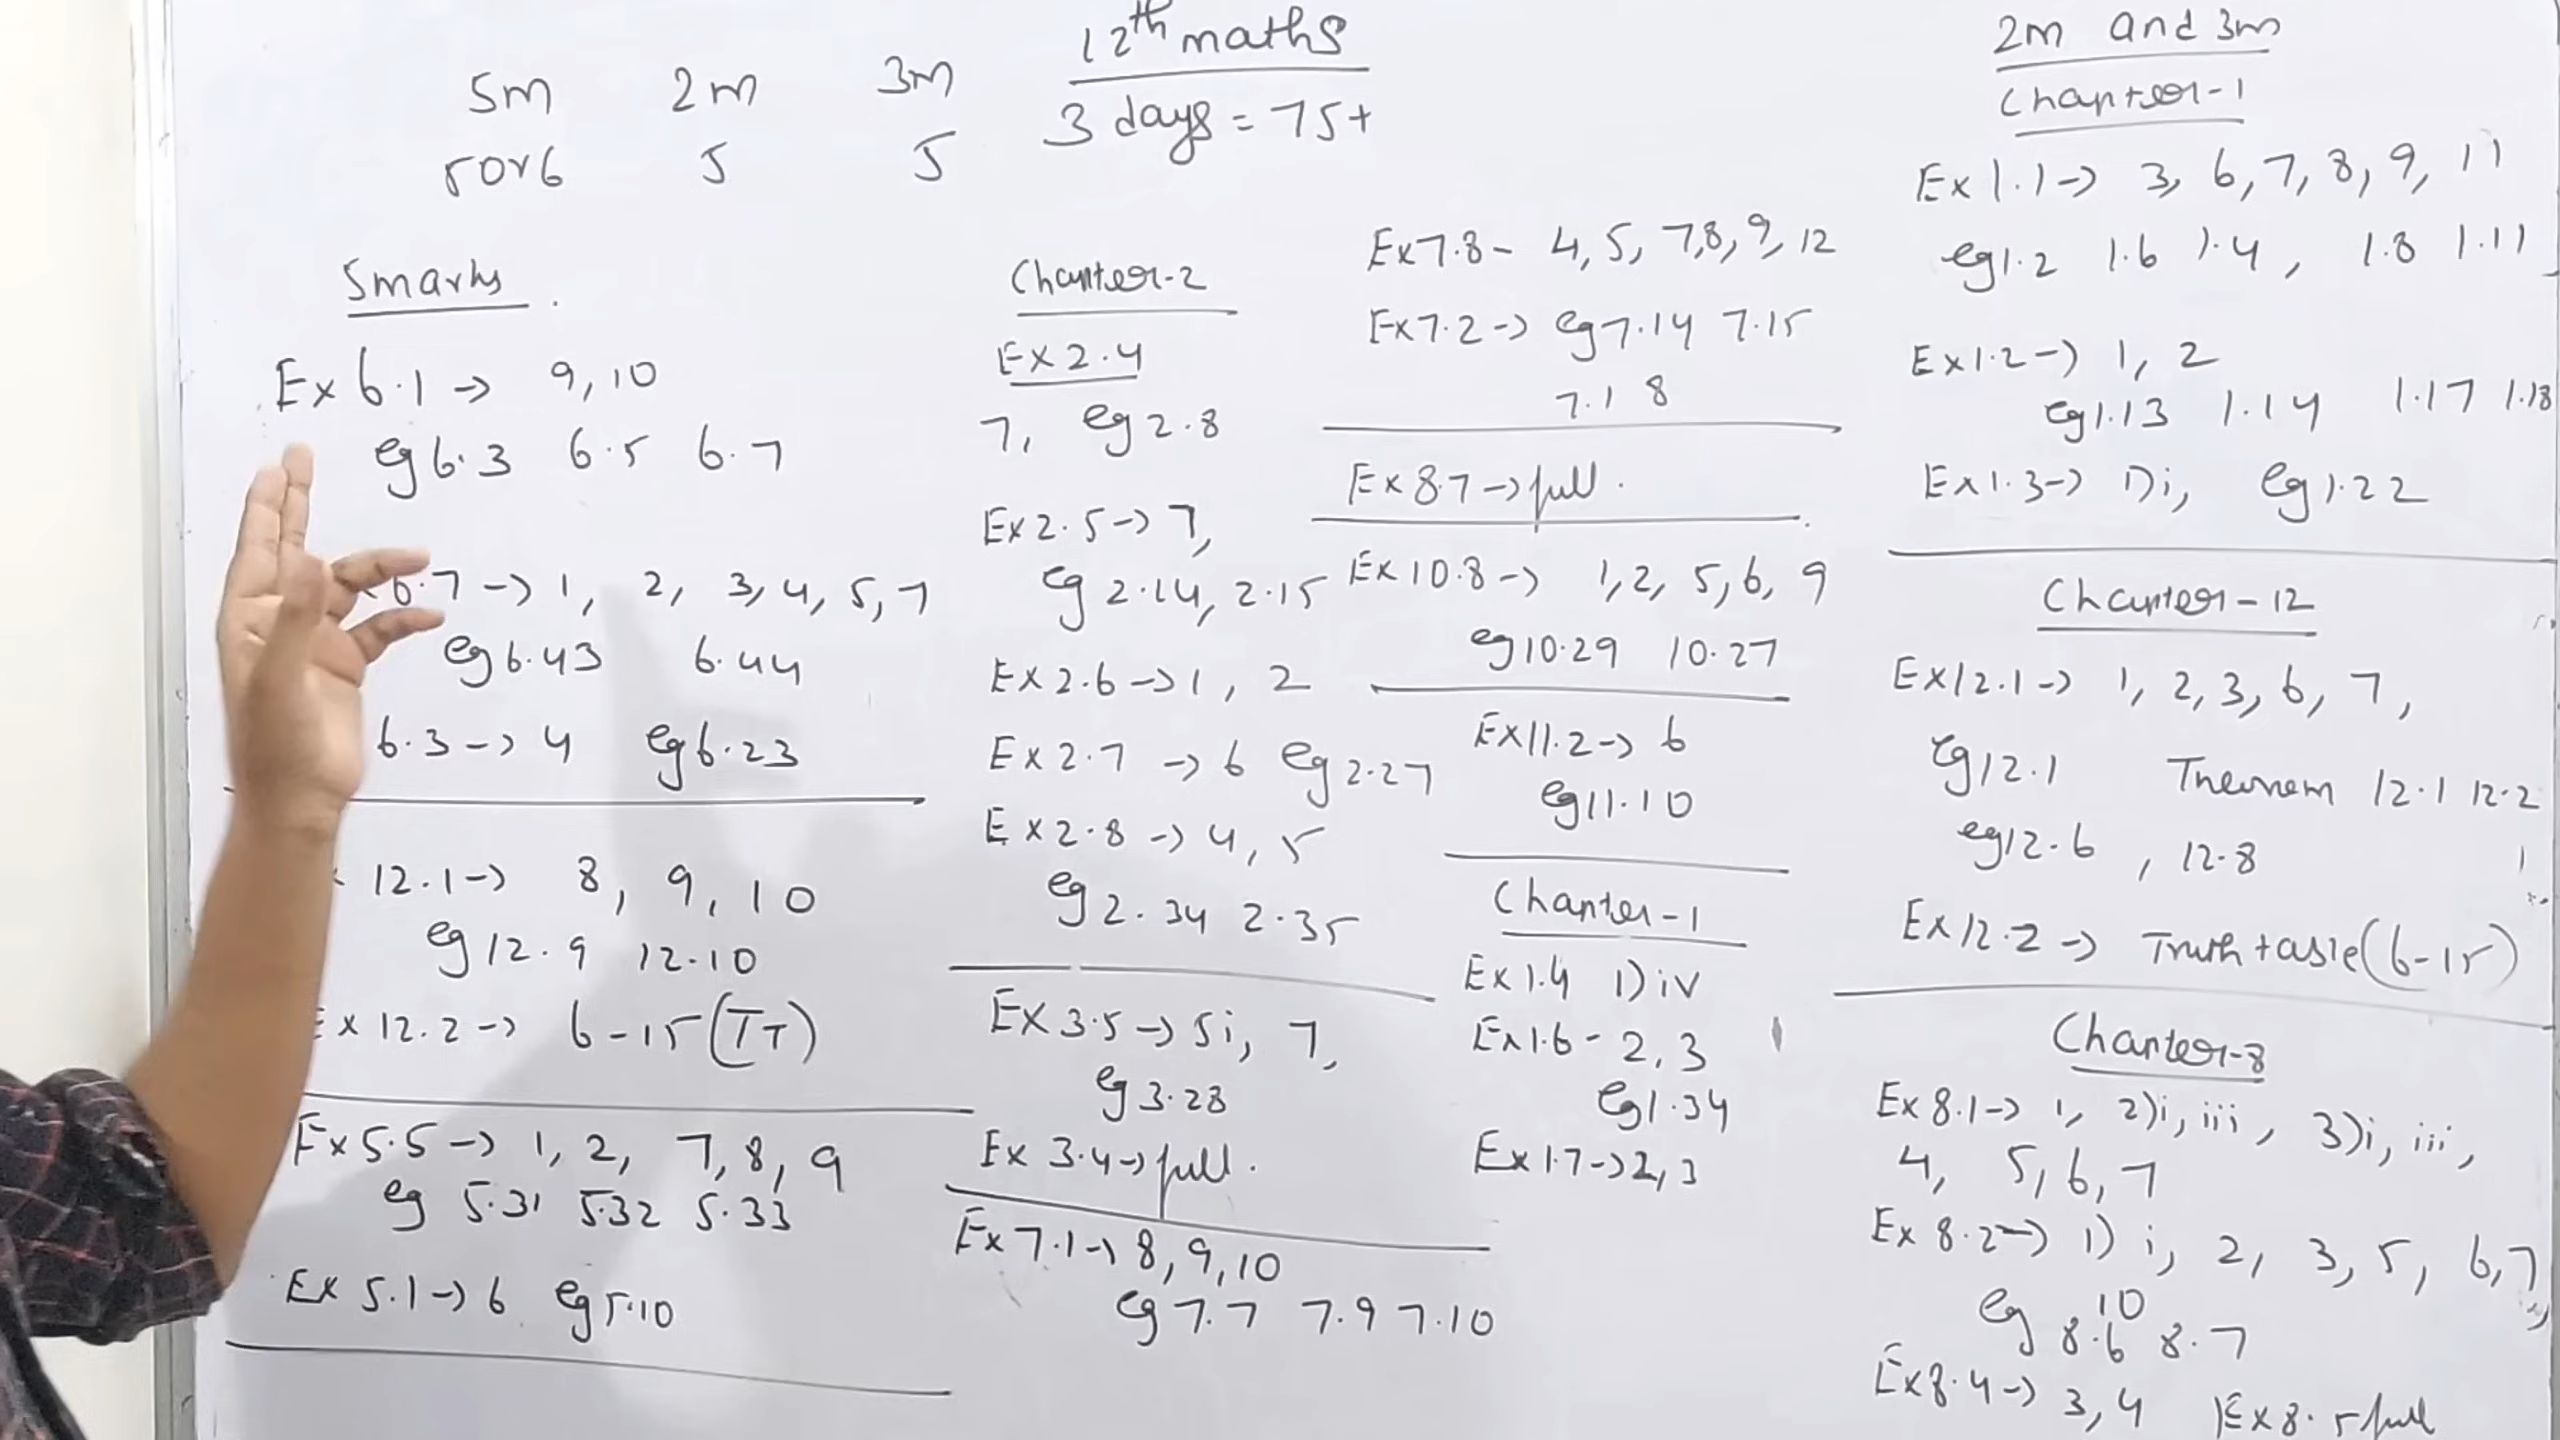 12th maths
3 days = 75+
5m 2m 3m
5or6 5 5
5marks
Ex 6.1 -> 9, 10
eg 6.3 6.5 6.7
6.7 -> 1, 2, 3, 4, 5, 7
eg 6.43 6.44
6.3 -> 4 eg 6.23
12.1 -> 8, 9, 10
eg 12.9 12.10
Ex 12.2 -> 6-15 (TT)
Ex 5.5 -> 1, 2, 7, 8, 9
eg 5.31 5.32 5.33
Ex 5.1 -> 6 eg 5.10
Chapter-2
Ex 2.4
7, eg 2.8
Ex 2.5 -> 7,
eg 2.14, 2.15
Ex 2.6 -> 1, 2
Ex 2.7 -> 6 eg 2.27
Ex 2.8 -> 4, 5
eg 2.34 2.35
Ex 3.5 -> 5i, 7,
eg 3.28
Ex 3.4 -> full.
Ex 7.1 -> 8, 9, 10
eg 7.7 7.9 7.10
Ex 7.8 - 4, 5, 7, 8, 9, 12
Ex 7.2 -> eg 7.14 7.15
7.18
Ex 8.7 -> full.
Ex 10.8 -> 1, 2, 5, 6, 9
eg 10.29 10.27
Ex 11.2 -> 6
eg 11.10
Chapter-1
Ex 1.4 1) iv
Ex 1.6 - 2, 3
eg 1.34
Ex 1.7 -> 2, 3
2m and 3m
Chapter-1
Ex 1.1 -> 3, 6, 7, 8, 9, 11
eg 1.2 1.6 1.4, 1.8 1.11
Ex 1.2 -> 1, 2
eg 1.13 1.14 1.17 1.18
Ex 1.3 -> 1) i, eg 1.22
Chapter-12
Ex 12.1 -> 1, 2, 3, 6, 7,
eg 12.1 Theorem 12.1 12.2
eg 12.6, 12.8
Ex 12.2 -> Truth table (6-15)
Chapter-8
Ex 8.1 -> 1, 2) i, iii, 3) i, iii,
4, 5, 6, 7
Ex 8.2 -> 1) i, 2, 3, 5, 6, 7,
10
eg 8.6 8.7
Ex 8.4 -> 3, 4 Ex 8.5 full